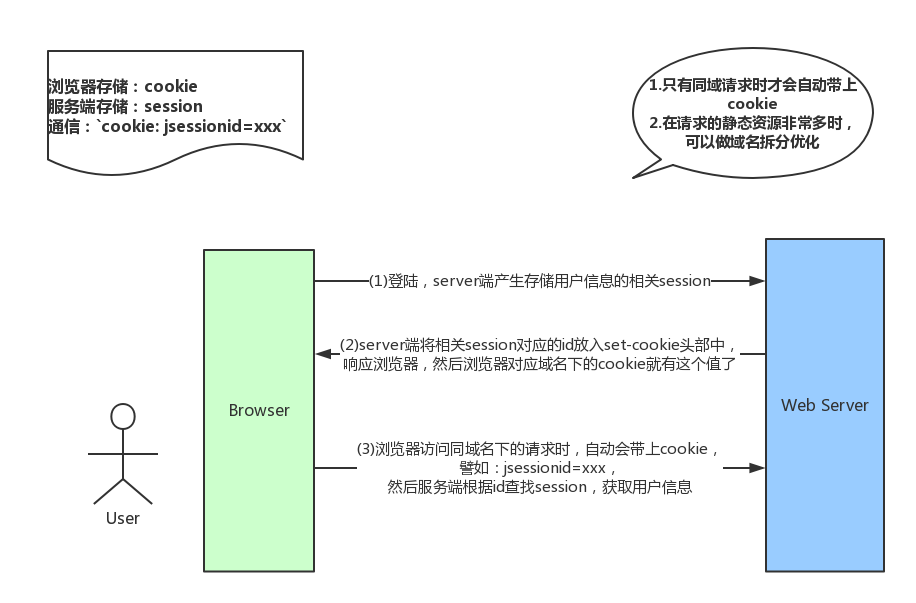 浏览器存储：cookie
服务端存储：session
通信：`cookie: jsessionid=xxx`
1.只有同域请求时才会自动带上
cookie
2.在请求的静态资源非常多时，
可以做域名拆分优化
(1)登陆，server端产生存储用户信息的相关session
(2)server端将相关session对应的id放入set-cookie头部中，
响应浏览器，然后浏览器对应域名下的cookie就有这个值了
Browser
Web Server
(3)浏览器访问同域名下的请求时，自动会带上cookie，
譬如：jsessionid=xxx，
然后服务端根据id查找session，获取用户信息
User